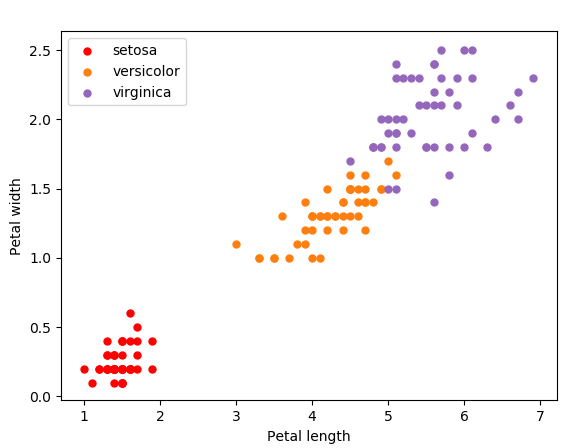 setosa
versicolor
virginica
2.5
2.0
1.5
1.0
0.5
0.0
Petal width
1 2 3 4 5 6 7
Petal length